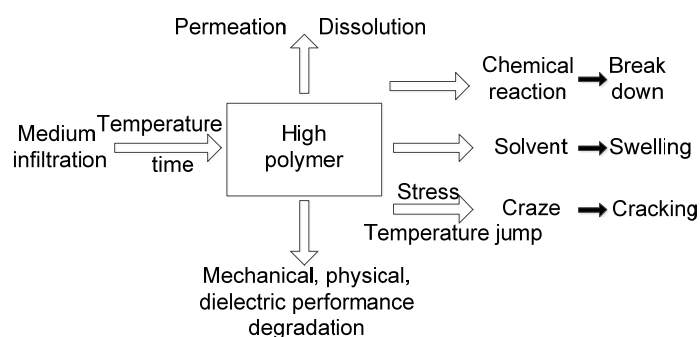 Permeation Dissolution
Chemical reaction
Break down
Medium infiltration
Temperature
time
High polymer
Solvent
Swelling
Stress
Temperature jump
Craze
Cracking
Mechanical, physical,
dielectric performance
degradation